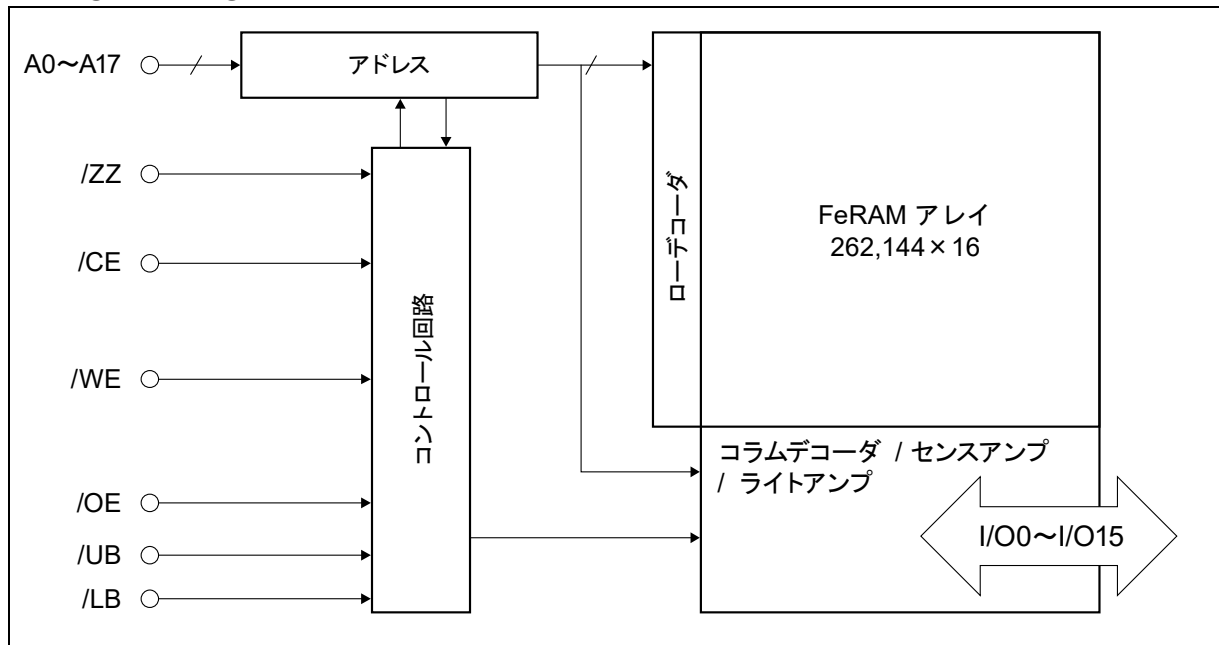 A0～A17
アドレス
/ZZ
/CE
/WE
/OE
/UB
/LB
コントロール回路
ローデコーダ
FeRAM アレイ
262,144×16
コラムデコーダ / センスアンプ
/ ライトアンプ
I/O0～I/O15